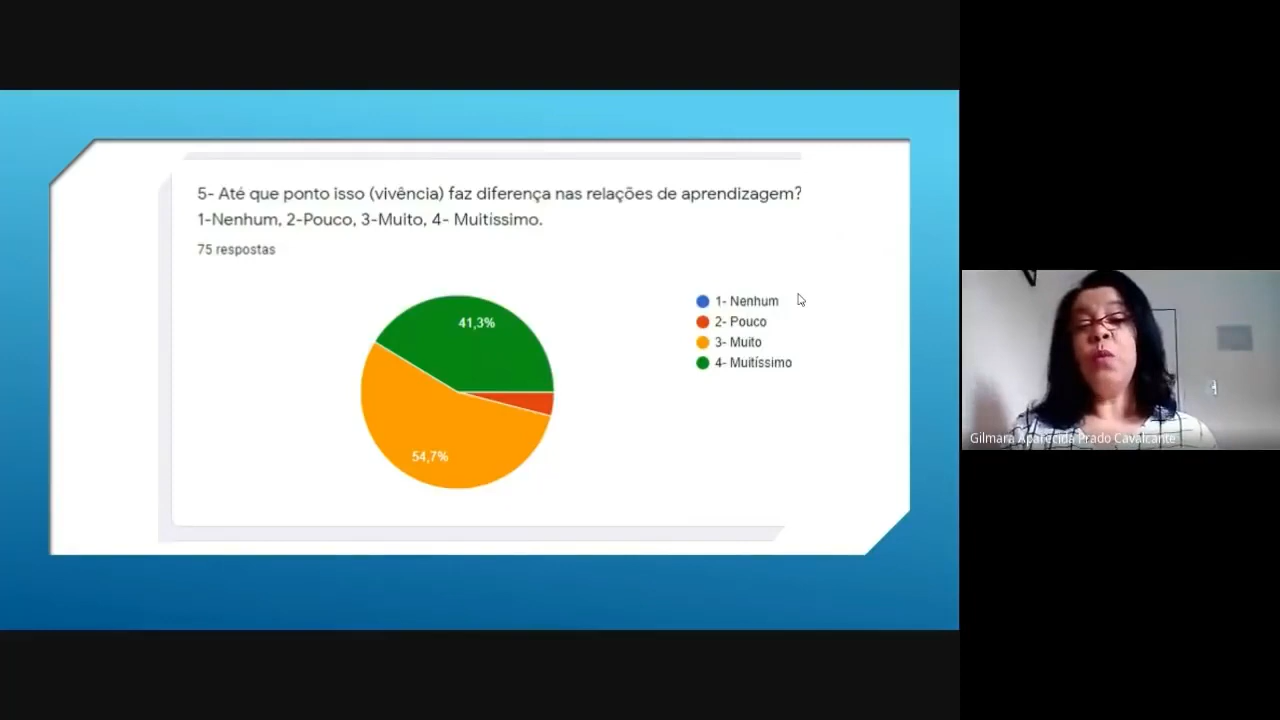 5- Até que ponto isso (vivência) faz diferença nas relações de aprendizagem?
1-Nenhum, 2-Pouco, 3-Muito, 4- Muitíssimo.
75 respostas
41,3%
54,7%
1- Nenhum
2- Pouco
3- Muito
4- Muitíssimo
Gilmara Aparecida Prado Cavalcante